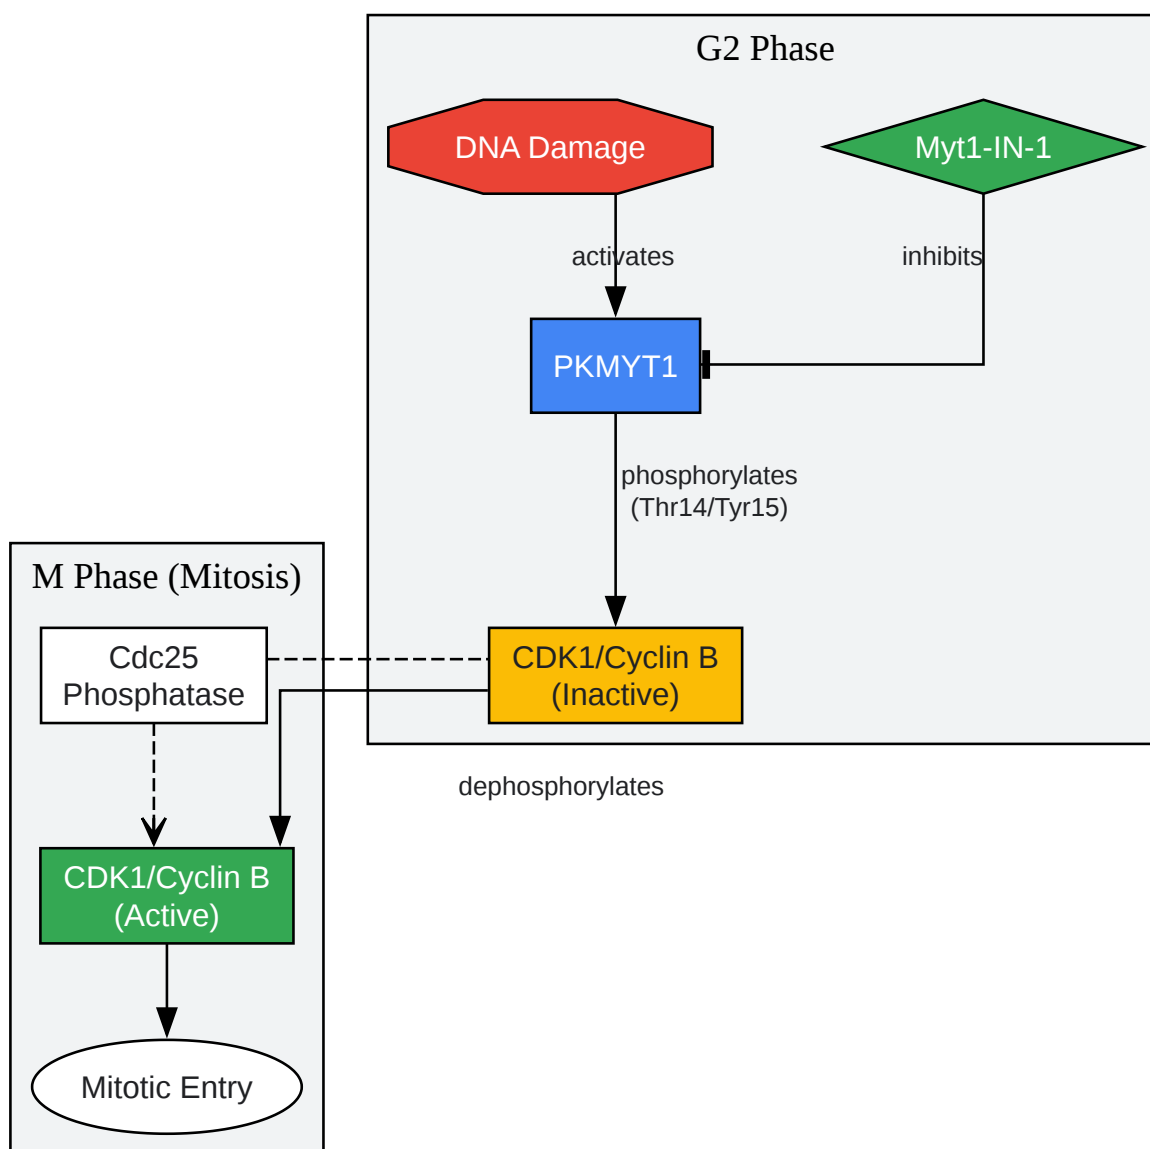 G2 Phase
DNA Damage
Myt1-IN-1
activates
inhibits
PKMYT1
phosphorylates
(Thr14/Tyr15)
M Phase (Mitosis)
Cdc25
Phosphatase
CDK1/Cyclin B
(Inactive)
dephosphorylates
CDK1/Cyclin B
(Active)
Mitotic Entry